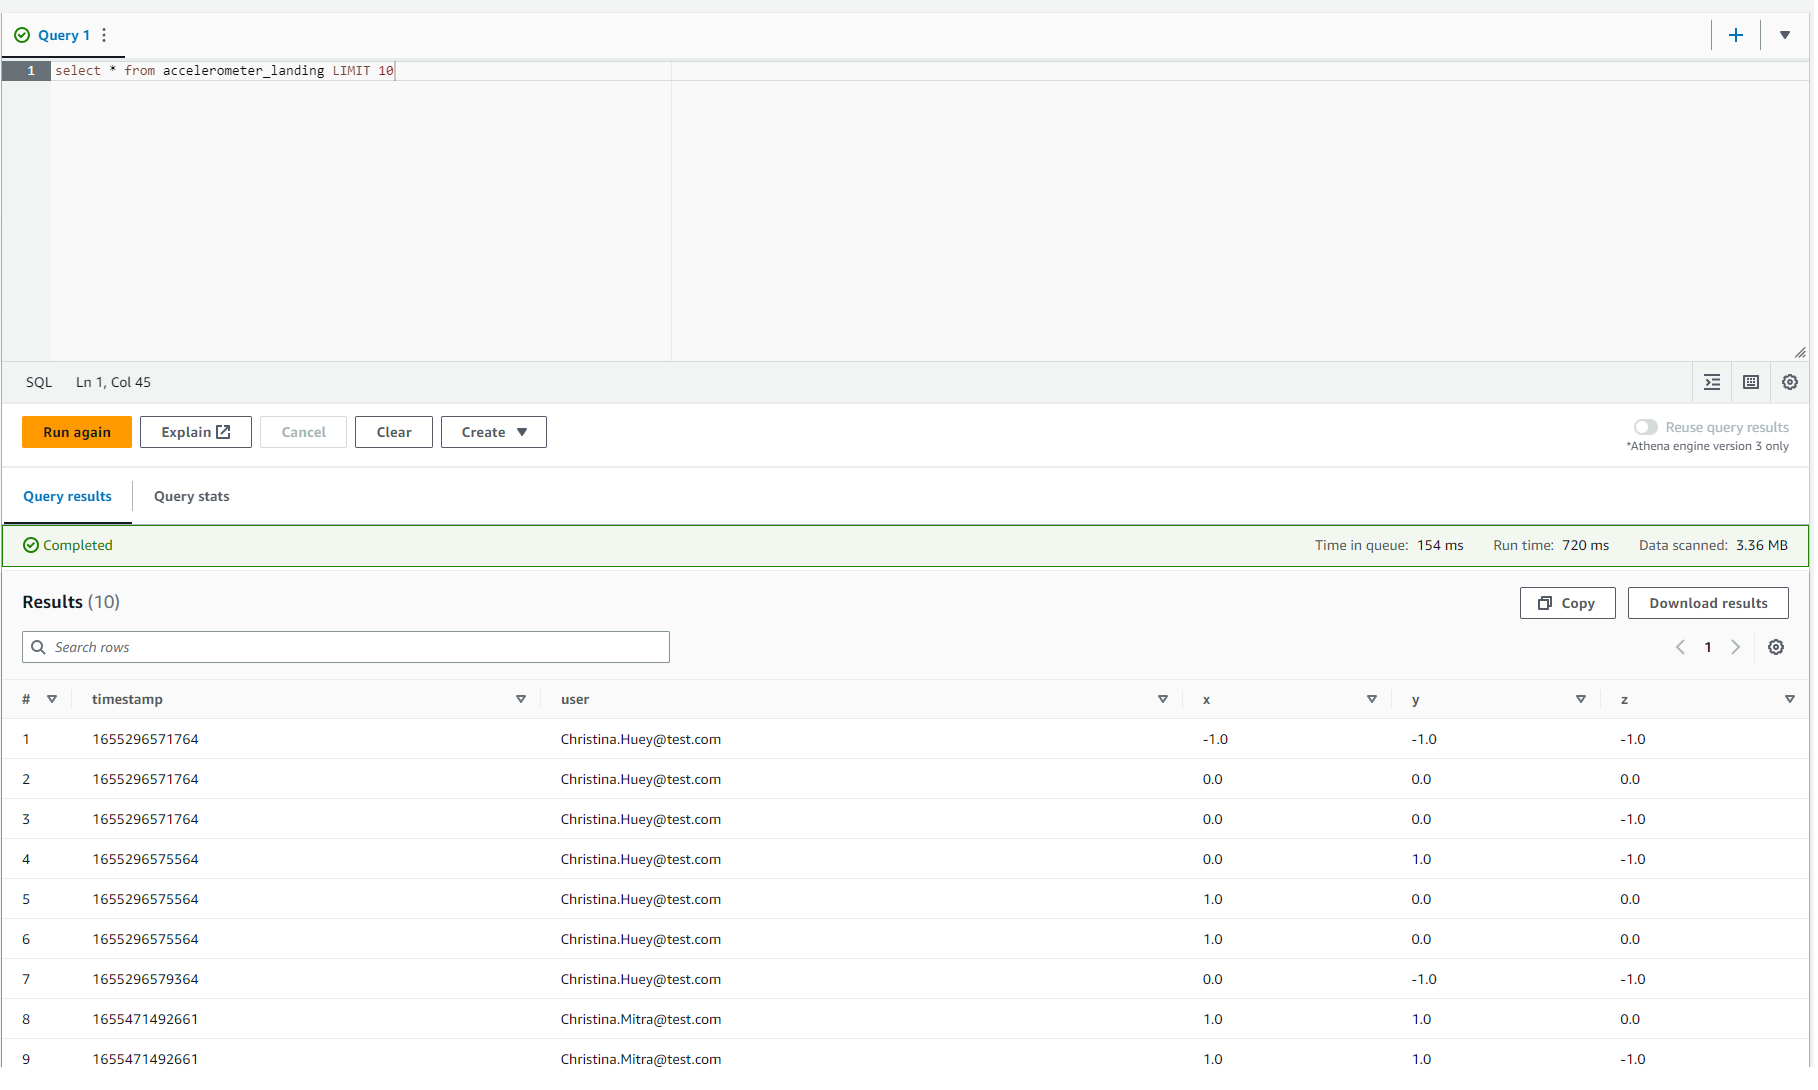 Query 1
1 select * from accelerometer_landing LIMIT 10
SQL Ln 1, Col 45
Run again Explain Cancel Clear Create Reuse query results
*Athena engine version 3 only
Query results Query stats
Completed Time in queue: 154 ms Run time: 720 ms Data scanned: 3.36 MB
Results (10) Copy Download results
Search rows 1
# timestamp user x y z
1 1655296571764 Christina.Huey@test.com -1.0 -1.0 -1.0
2 1655296571764 Christina.Huey@test.com 0.0 0.0 0.0
3 1655296571764 Christina.Huey@test.com 0.0 0.0 -1.0
4 1655296575564 Christina.Huey@test.com 0.0 1.0 -1.0
5 1655296575564 Christina.Huey@test.com 1.0 0.0 0.0
6 1655296575564 Christina.Huey@test.com 1.0 0.0 0.0
7 1655296579364 Christina.Huey@test.com 0.0 -1.0 -1.0
8 1655471492661 Christina.Mitra@test.com 1.0 1.0 0.0
9 1655471492661 Christina.Mitra@test.com 1.0 1.0 -1.0